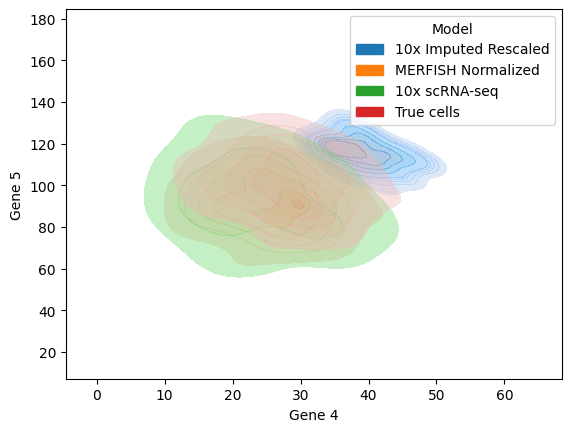 Model
10x Imputed Rescaled
MERFISH Normalized
10x scRNA-seq
True cells
180
160
140
120
100
80
60
40
20
Gene 5
0 10 20 30 40 50 60
Gene 4